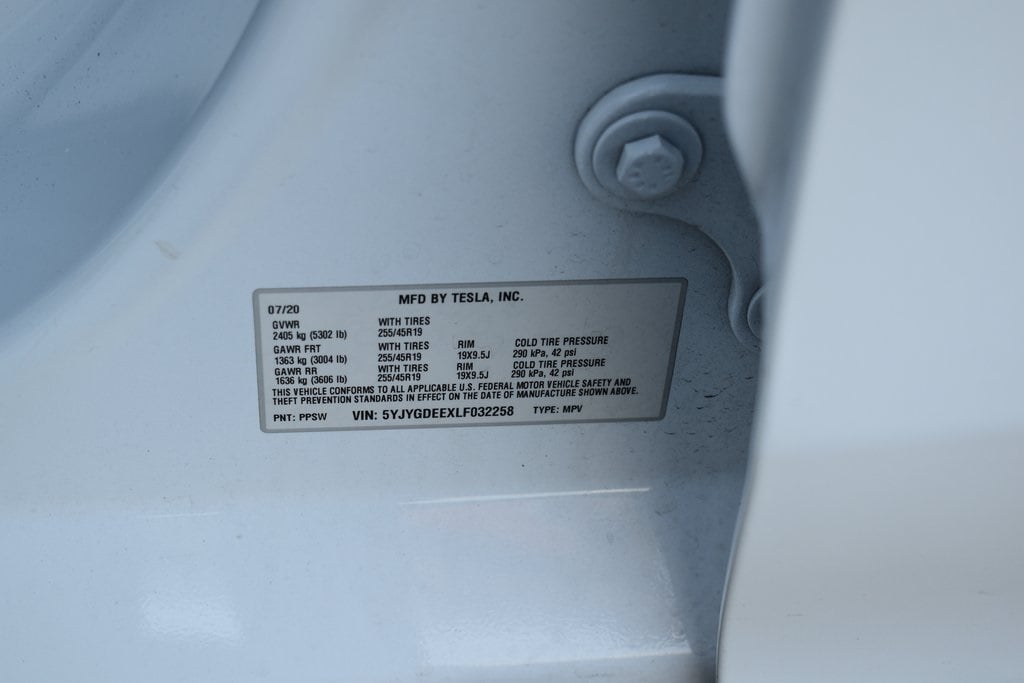 MFD BY TESLA, INC.
07/20
GVWR WITH TIRES
2405 kg (5302 lb) 255/45R19
GAWR FRT WITH TIRES RIM COLD TIRE PRESSURE
1363 kg (3004 lb) 255/45R19 19X9.5J 290 kPa, 42 psi
GAWR RR WITH TIRES RIM COLD TIRE PRESSURE
1636 kg (3606 lb) 255/45R19 19X9.5J 290 kPa, 42 psi
THIS VEHICLE CONFORMS TO ALL APPLICABLE U.S. FEDERAL MOTOR VEHICLE SAFETY AND
THEFT PREVENTION STANDARDS IN EFFECT ON THE DATE OF MANUFACTURE SHOWN ABOVE.
PNT: PPSW VIN: 5YJYGDEEXLF032258 TYPE: MPV